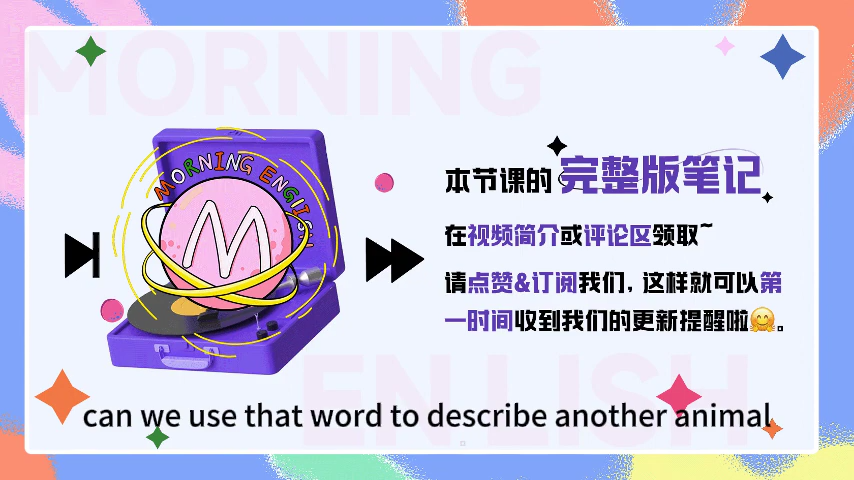 MORNING
MORNING ENGLISH
M
本节课的 完整版笔记
在视频简介或评论区领取~
请点赞&订阅我们，这样就可以第
一时间收到我们的更新提醒啦🤗。
EN LISH
can we use that word to describe another animal